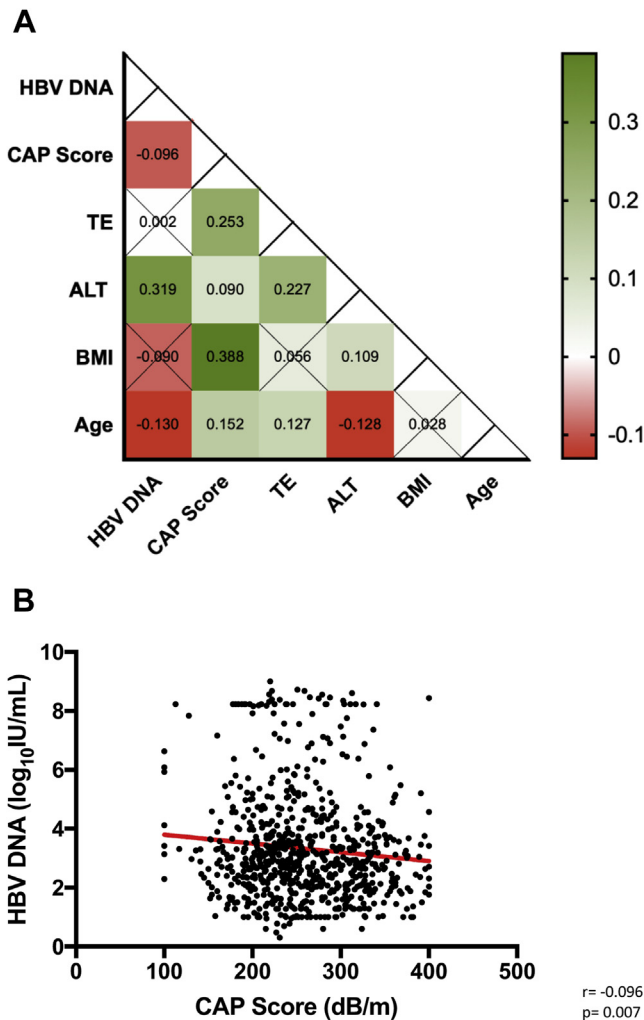 A
HBV DNA
CAP Score -0.096
TE 0.002 0.253
ALT 0.319 0.090 0.227
BMI -0.090 0.388 0.056 0.109
Age -0.130 0.152 0.127 -0.128 0.028
HBV DNA CAP Score TE ALT BMI Age
0.3
0.2
0.1
0
-0.1
B
10
8
6
4
2
0
HBV DNA (log10IU/mL)
0 100 200 300 400 500
CAP Score (dB/m)
r= -0.096
p= 0.007